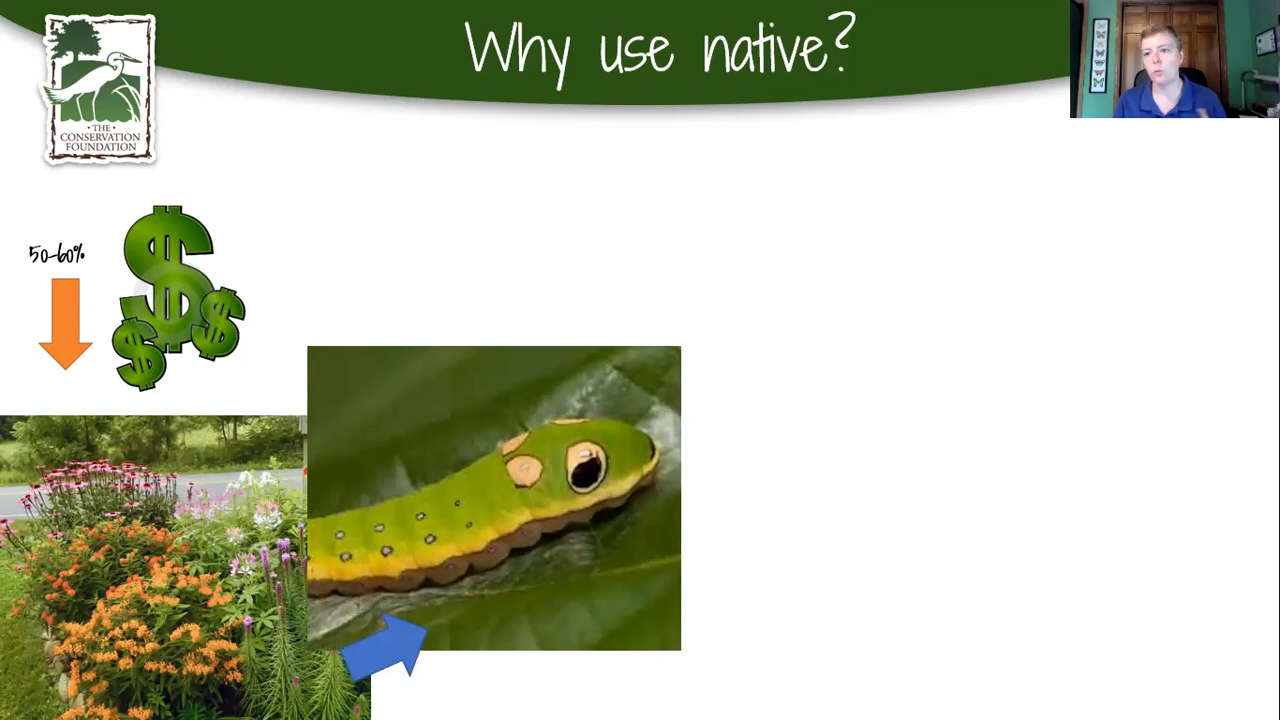 Why use native?
• THE •
CONSERVATION
FOUNDATION
50-60%